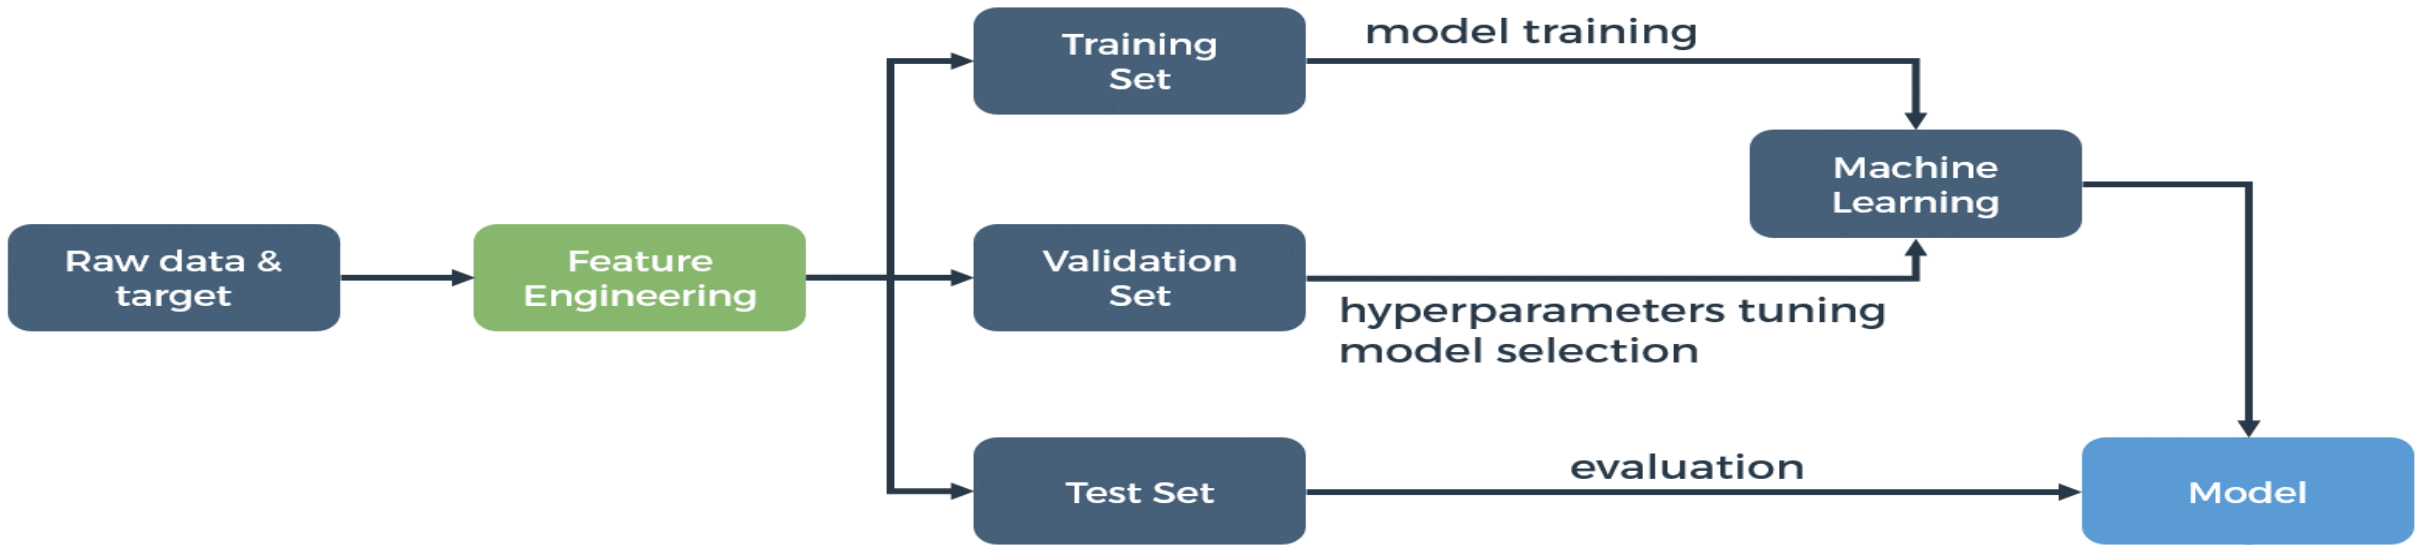 Training
Set
model training
Machine
Learning
Raw data &
target
Feature
Engineering
Validation
Set
hyperparameters tuning
model selection
Test Set
evaluation
Model